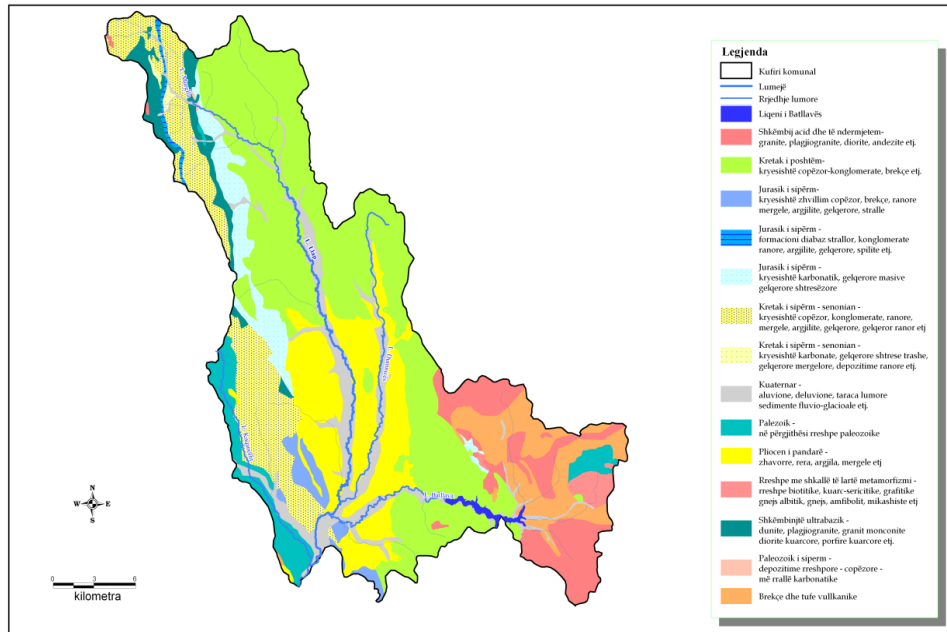 Legjenda
Kufiri komunal
Lumejë
Rrjedhje lumore
Liqeni i Batllavës
Shkëmbij acid dhe të ndermjetem-
granite, plagjiogranite, diorite, andezite etj.
Kretak i poshtëm-
kryesishtë copëzor-konglomerate, brekçe etj.
Jurasik i sipërm-
kryesishtë zhvillim copëzor, brekçe, ranore
mergele, argjilite, gelqerore, stralle
Jurasik i sipërm -
formacioni diabaz strallor, konglomerate
ranore, argjilite, gelqerore, spilite etj.
Jurasik i sipërm -
kryesishtë karbonatik, gelqerore masive
gelqerore shtresëzore
Kretak i sipërm - senonian -
kryesishtë copëzor, konglomerate, ranore,
mergele, argjilite, gelqerore, gelqeror ranor etj
Kretak i sipërm - senonian -
kryesishtë karbonate, gelqerore shtrese trashe,
gelqerore mergelore, depozitime ranore etj.
Kuaternar -
aluvione, deluvione, taraca lumore
sedimente fluvio-glacioale etj.
Palezoik -
në përgjithësi rreshpe paleozoike
Pliocen i pandarë -
zhavorre, rera, argjila, mergele etj
Rreshpe me shkallë të lartë metamorfizmi -
rreshpe biotitike, kuarc-sericitike, grafitike
gnejs albitik, gnejs, amfibolit, mikashiste etj
Shkëmbinjtë ultrabazik -
dunite, plagjiogranite, granit monconite
diorite kuarcore, porfire kuarcore etj.
Paleozoik i siperm -
depozitime rreshpore - copëzore -
më rrallë karbonatike
Brekçe dhe tufe vullkanike
L. Llap
N
W E
S
0 3 6
kilometra